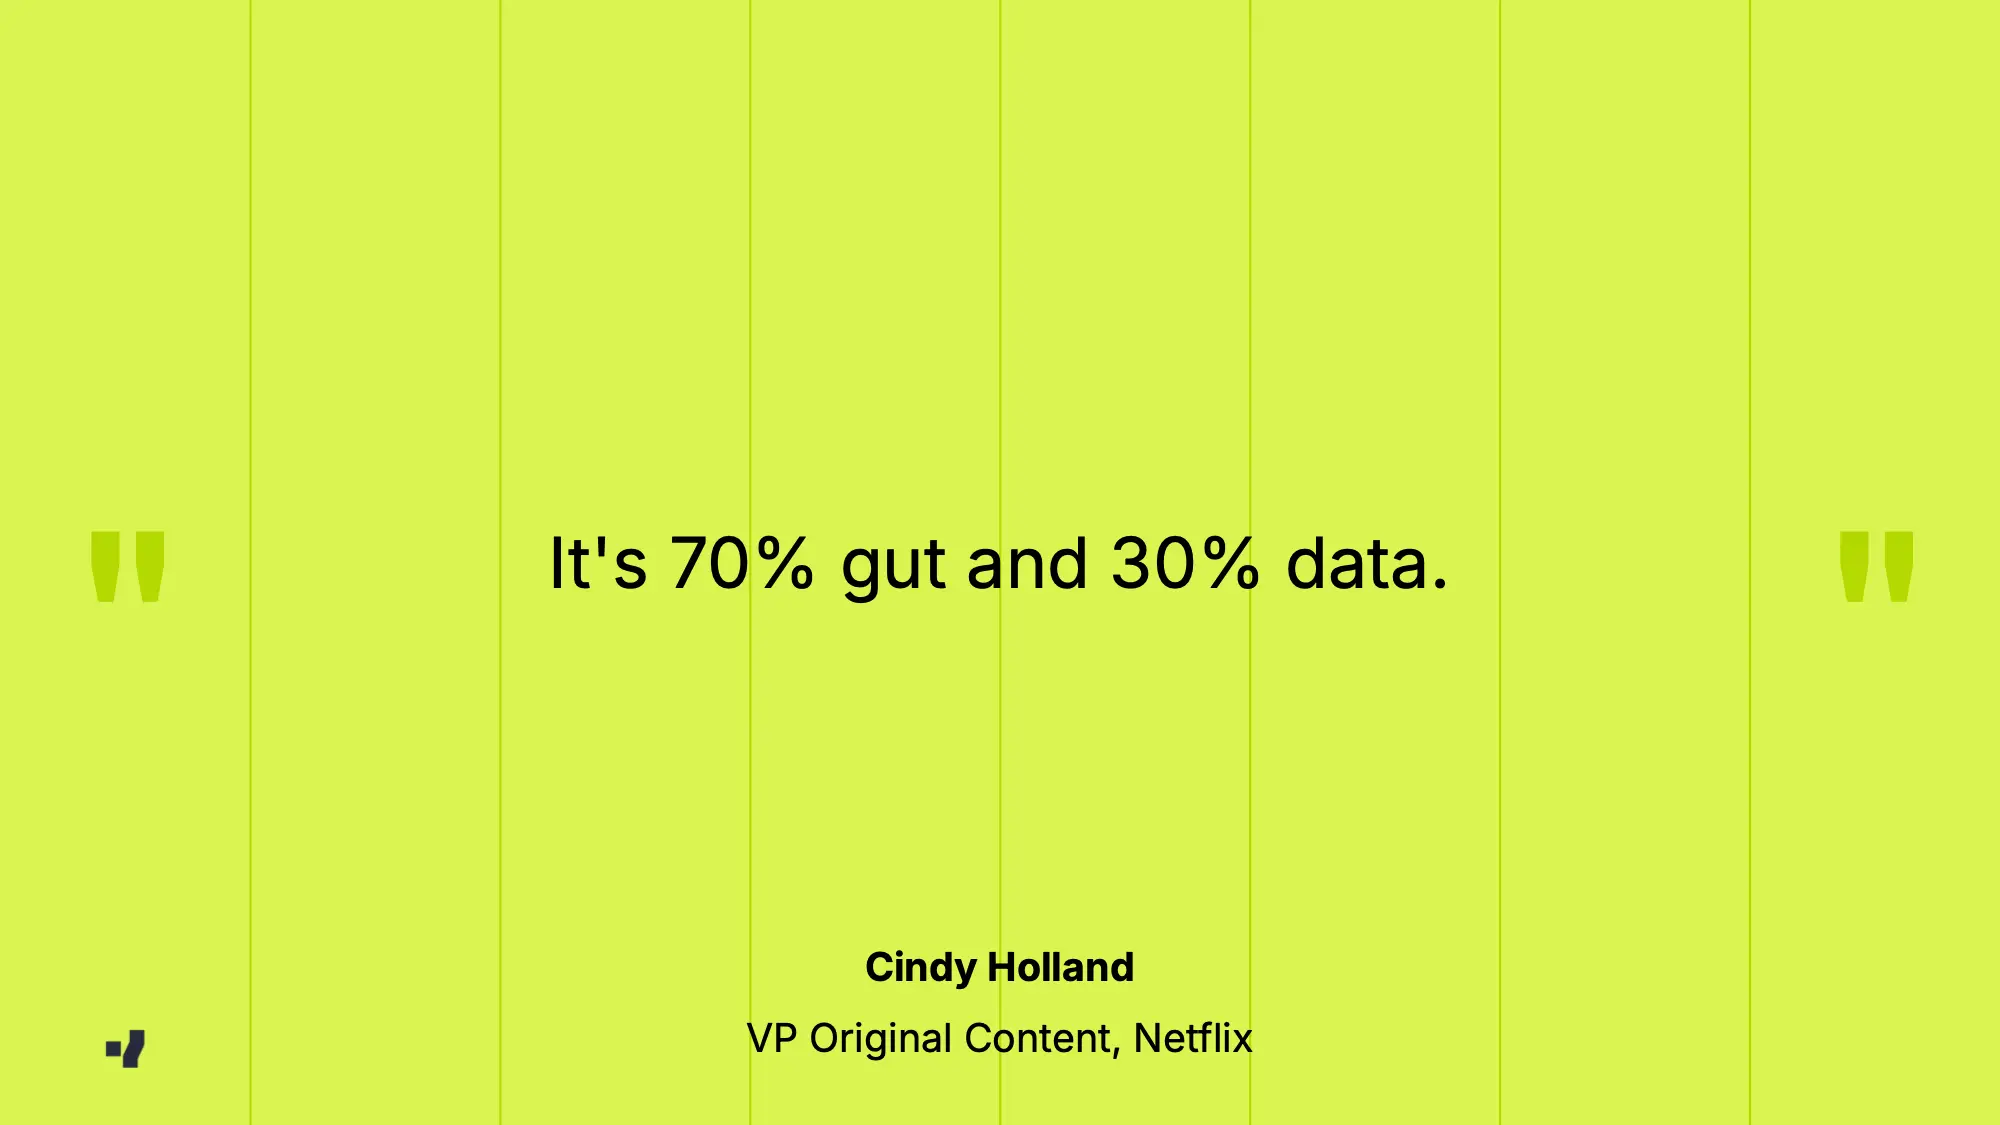 " It's 70% gut and 30% data. "
Cindy Holland
VP Original Content, Netflix